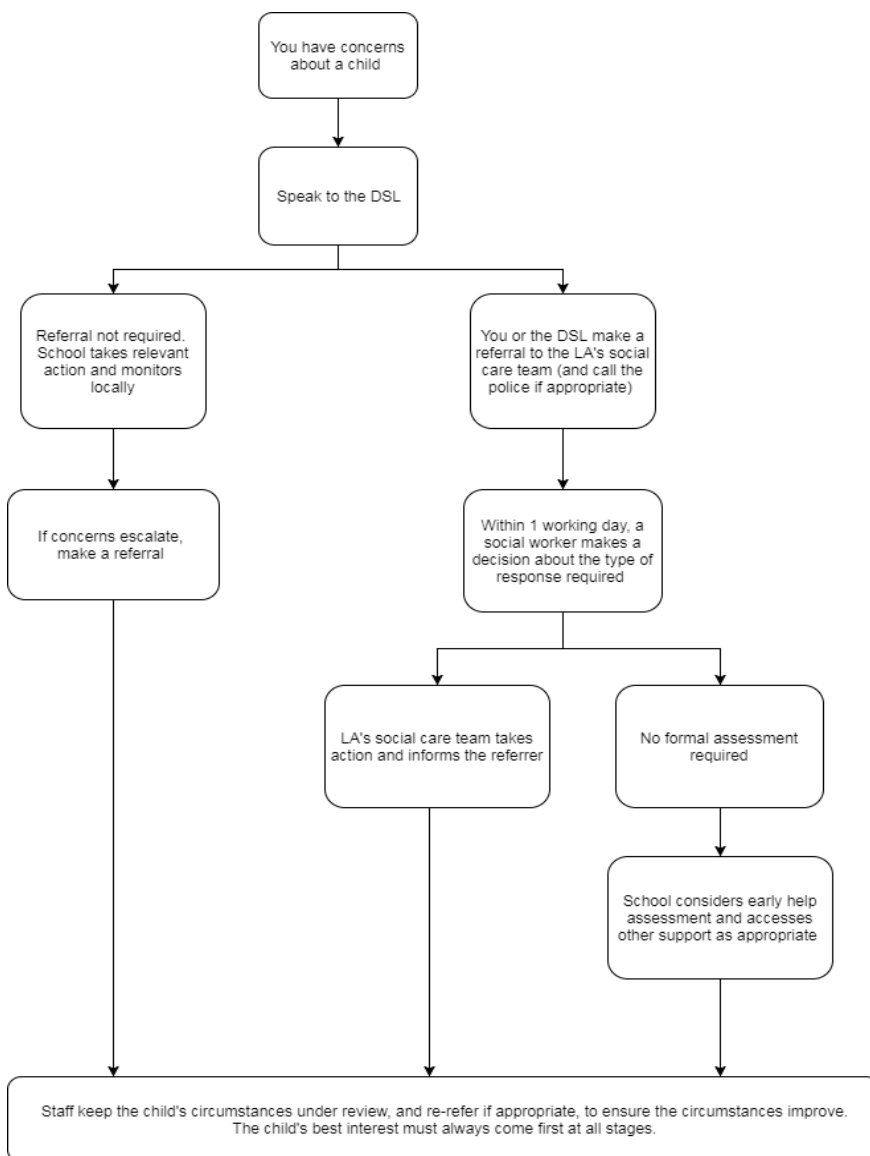 You have concerns
about a child
Speak to the DSL
Referral not required.
School takes relevant
action and monitors
locally
You or the DSL make a
referral to the LA's social
care team (and call the
police if appropriate)
If concerns escalate,
make a referral
Within 1 working day, a
social worker makes a
decision about the type of
response required
LA's social care team takes
action and informs the referrer
No formal assessment
required
School considers early help
assessment and accesses
other support as appropriate
Staff keep the child's circumstances under review, and re-refer if appropriate, to ensure the circumstances improve.
The child's best interest must always come first at all stages.